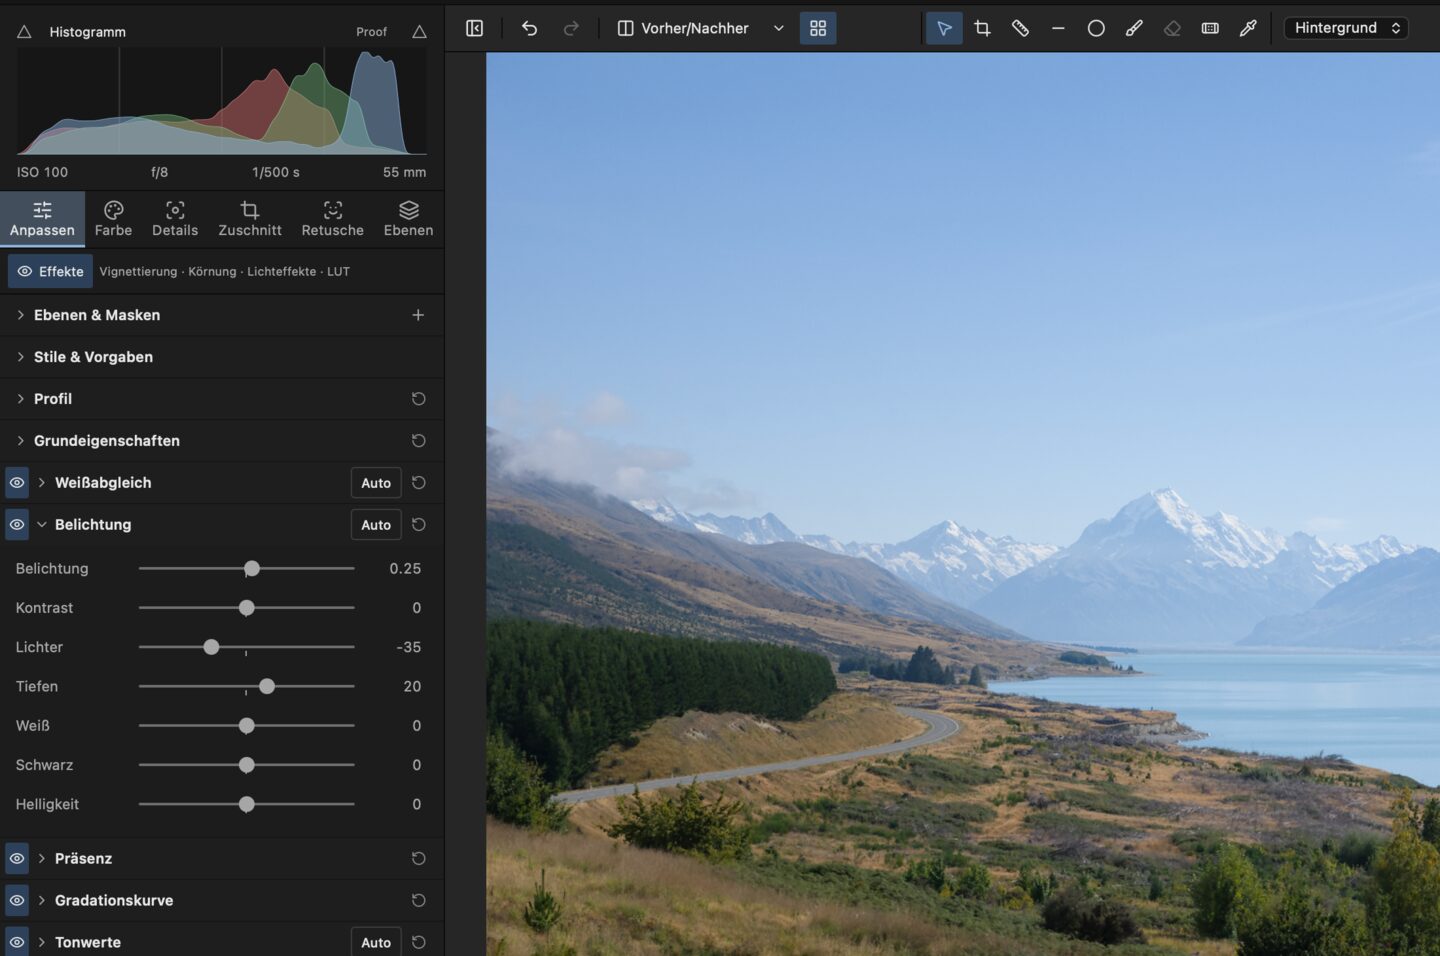 Histogramm Proof
ISO 100 f/8 1/500 s 55 mm
Vorher/Nachher
Hintergrund
Anpassen Farbe Details Zuschnitt Retusche Ebenen
Effekte Vignettierung · Körnung · Lichteffekte · LUT
Ebenen & Masken
Stile & Vorgaben
Profil
Grundeigenschaften
Weißabgleich Auto
Belichtung Auto
Belichtung 0.25
Kontrast 0
Lichter -35
Tiefen 20
Weiß 0
Schwarz 0
Helligkeit 0
Präsenz
Gradationskurve
Tonwerte Auto